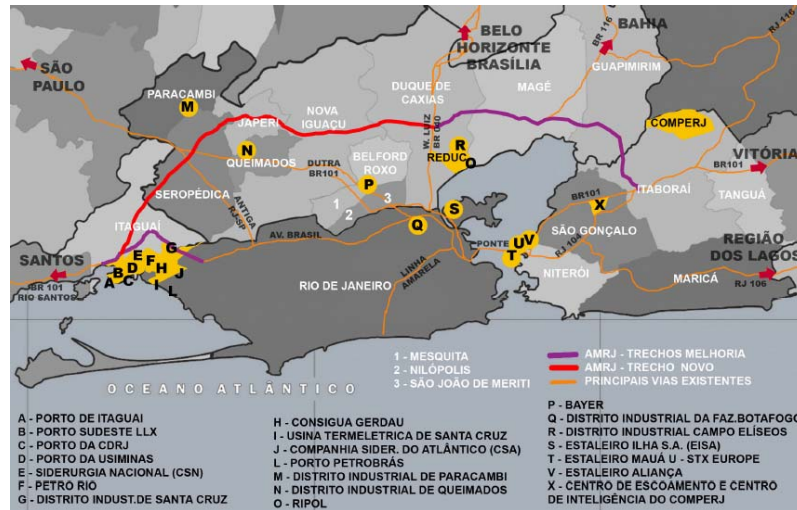 BELO
HORIZONTE
BRASÍLIA
BR 116
BAHIA
RJ 116
SÃO
PAULO
PARACAMBI
M
DUQUE DE
CAXIAS
MAGÉ
GUAPIMIRIM
JAPERI
NOVA
IGUAÇU
W. LUIZ
BR 040
COMPERJ
N
QUEIMADOS
DUTRA
BR101
BELFORD
ROXO
R
REDUC
O
VITÓRIA
BR101
P
SEROPÉDICA
ANTIGA
RJ-SP
1
2
3
S
Q
BR101
X
ITABORAÍ
TANGUÁ
ITAGUAÍ
AV. BRASIL
SÃO GONÇALO
U
V
T
PONTE
RJ 104
REGIÃO
DOS LAGOS
SANTOS
BR 101
RIO SANTOS
A
B
C
D
E
F
G
H
I
J
L
LINHA
AMARELA
RIO DE JANEIRO
NITERÓI
MARICÁ
RJ 106
OCEANO ATLÂNTICO
1 - MESQUITA
2 - NILÓPOLIS
3 - SÃO JOÃO DE MERITI
AMRJ - TRECHOS MELHORIA
AMRJ - TRECHO NOVO
PRINCIPAIS VIAS EXISTENTES
A - PORTO DE ITAGUAI
B - PORTO SUDESTE LLX
C - PORTO DA CDRJ
D - PORTO DA USIMINAS
E - SIDERURGIA NACIONAL (CSN)
F - PETRO RIO
G - DISTRITO INDUST.DE SANTA CRUZ
H - CONSIGUA GERDAU
I - USINA TERMELETRICA DE SANTA CRUZ
J - COMPANHIA SIDER. DO ATLÂNTICO (CSA)
L - PORTO PETROBRÁS
M - DISTRITO INDUSTRIAL DE PARACAMBI
N - DISTRITO INDUSTRIAL DE QUEIMADOS
O - RIPOL
P - BAYER
Q - DISTRITO INDUSTRIAL DA FAZ.BOTAFOGO
R - DISTRITO INDUSTRIAL CAMPO ELÍSEOS
S - ESTALEIRO ILHA S.A. (EISA)
T - ESTALEIRO MAUÁ U - STX EUROPE
V - ESTALEIRO ALIANÇA
X - CENTRO DE ESCOAMENTO E CENTRO
DE INTELIGÊNCIA DO COMPERJ